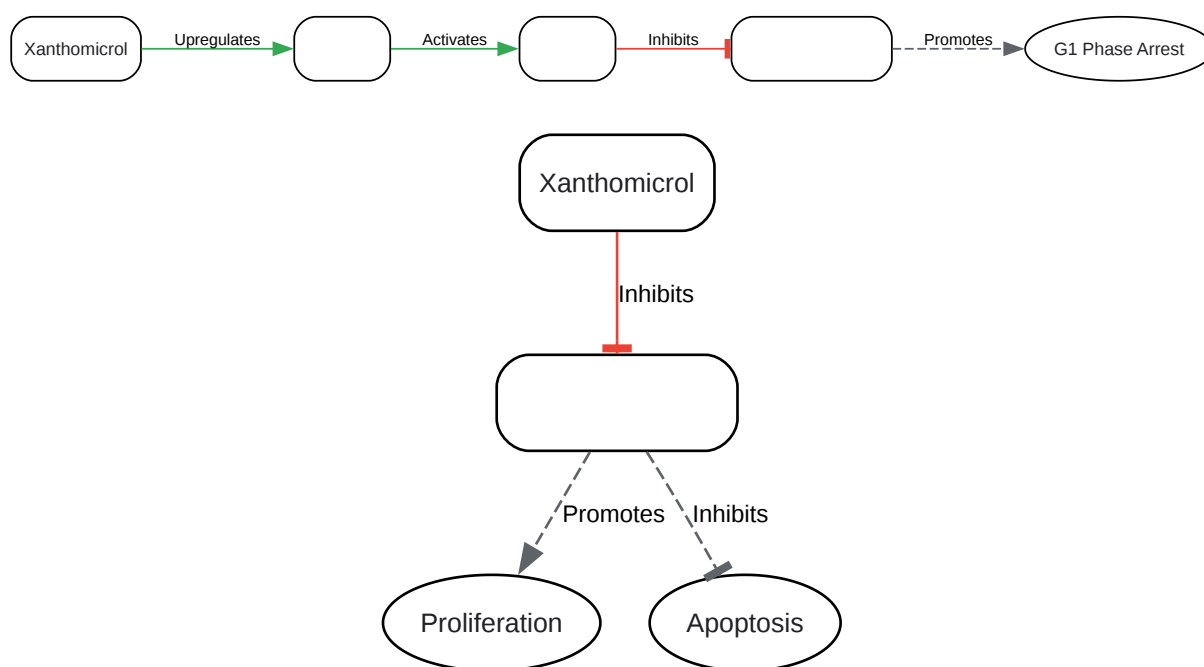 Xanthomicrol
Upregulates
Activates
Inhibits
Promotes
G1 Phase Arrest
Xanthomicrol
Inhibits
Promotes
Inhibits
Proliferation
Apoptosis